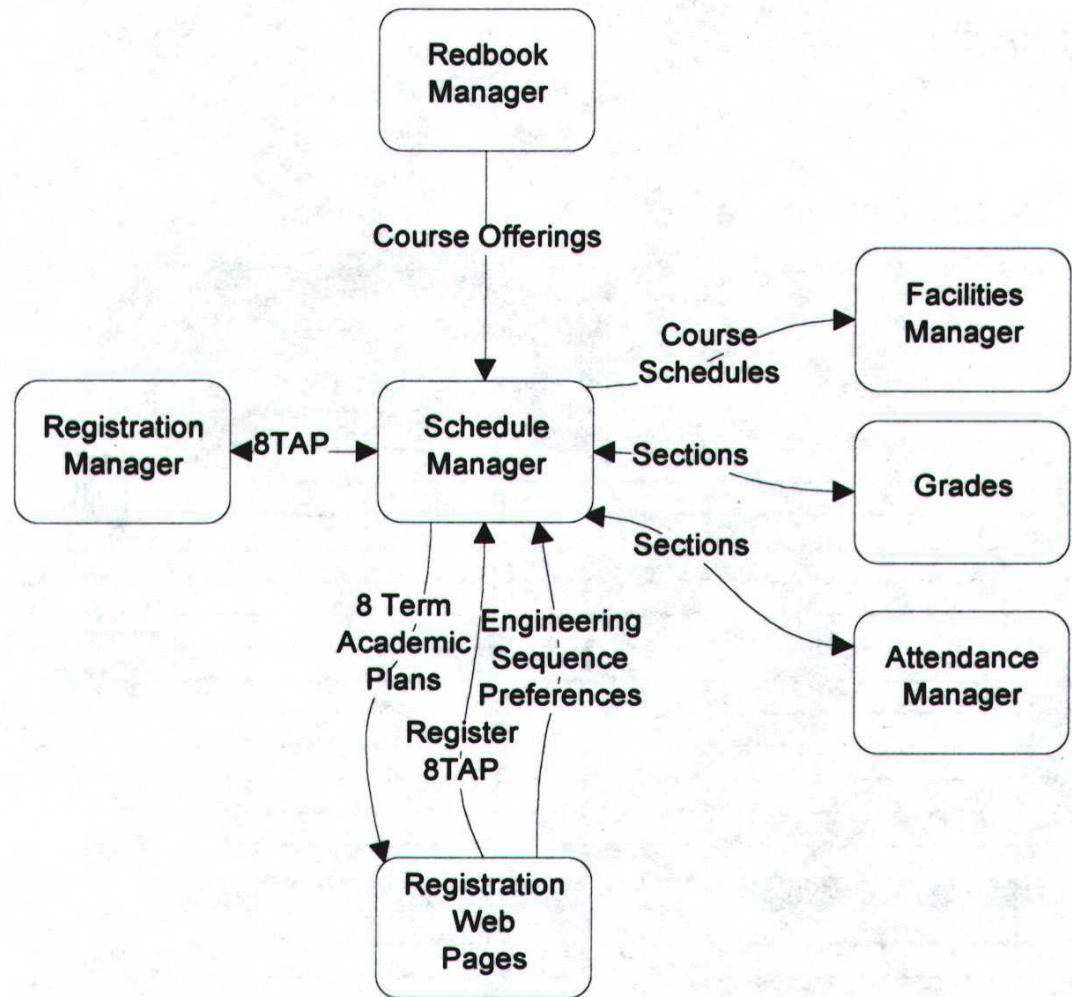 Redbook
Manager
Course Offerings
Facilities
Manager
Course
Schedules
Registration
Manager
8TAP
Schedule
Manager
Sections
Grades
Sections
Attendance
Manager
8 Term
Academic
Plans
Engineering
Sequence
Preferences
Register
8TAP
Registration
Web
Pages